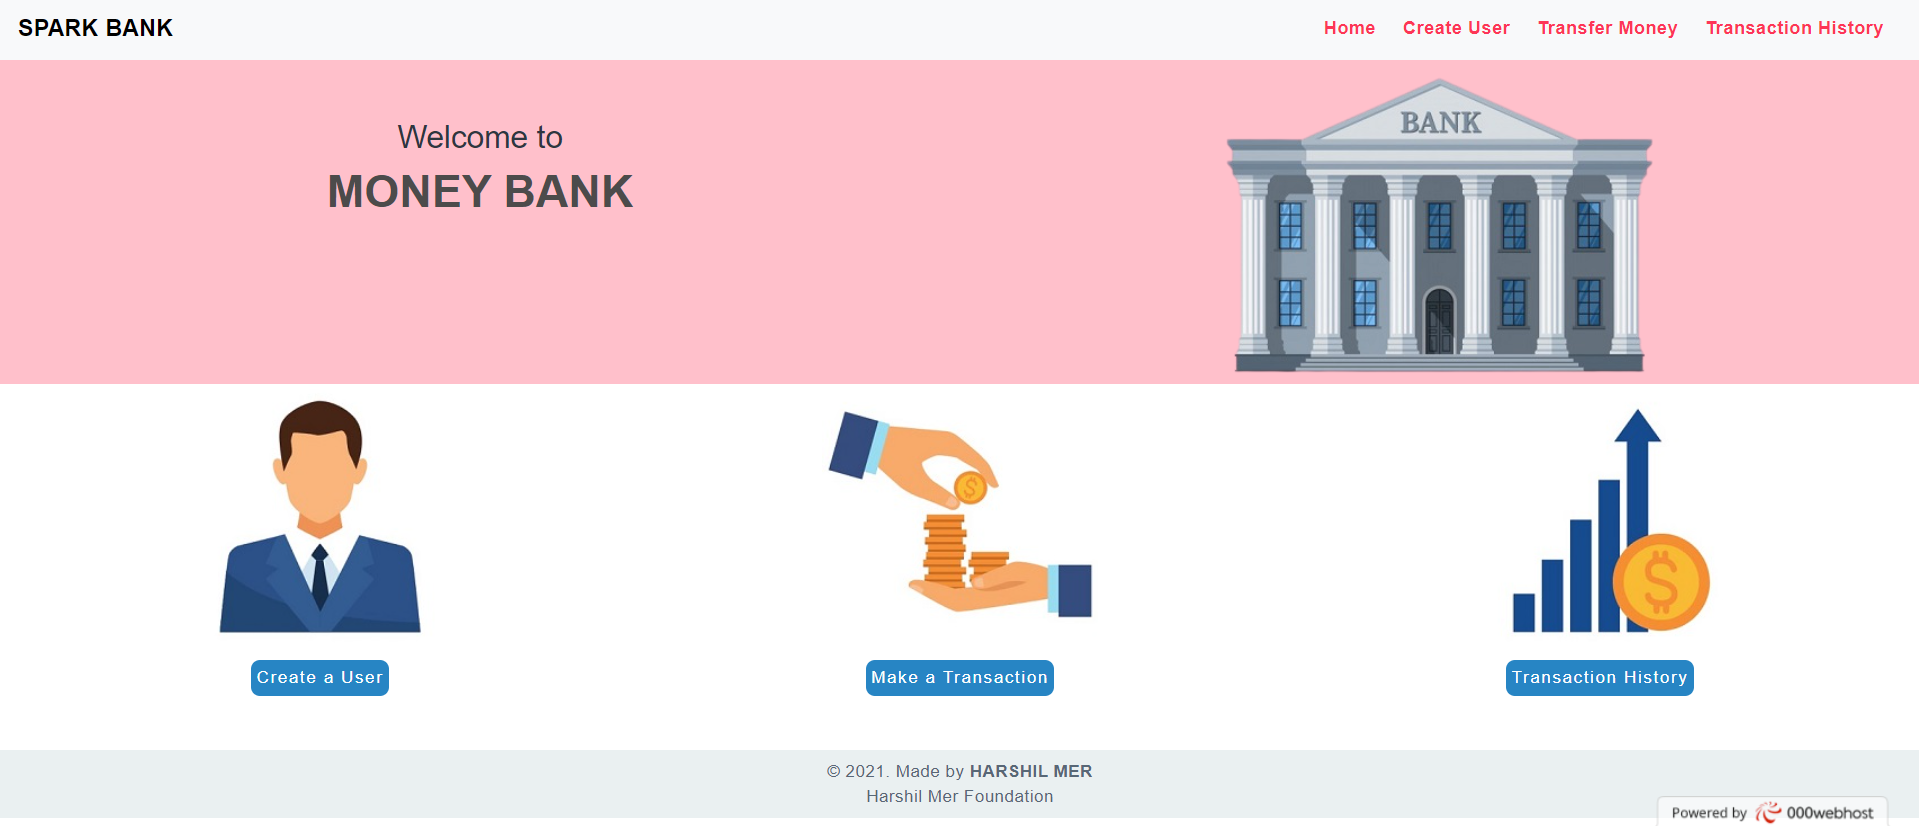 SPARK BANK
Home Create User Transfer Money Transaction History
Welcome to
MONEY BANK
BANK
$
$
Create a User
Make a Transaction
Transaction History
© 2021. Made by HARSHIL MER
Harshil Mer Foundation
Powered by 000webhost